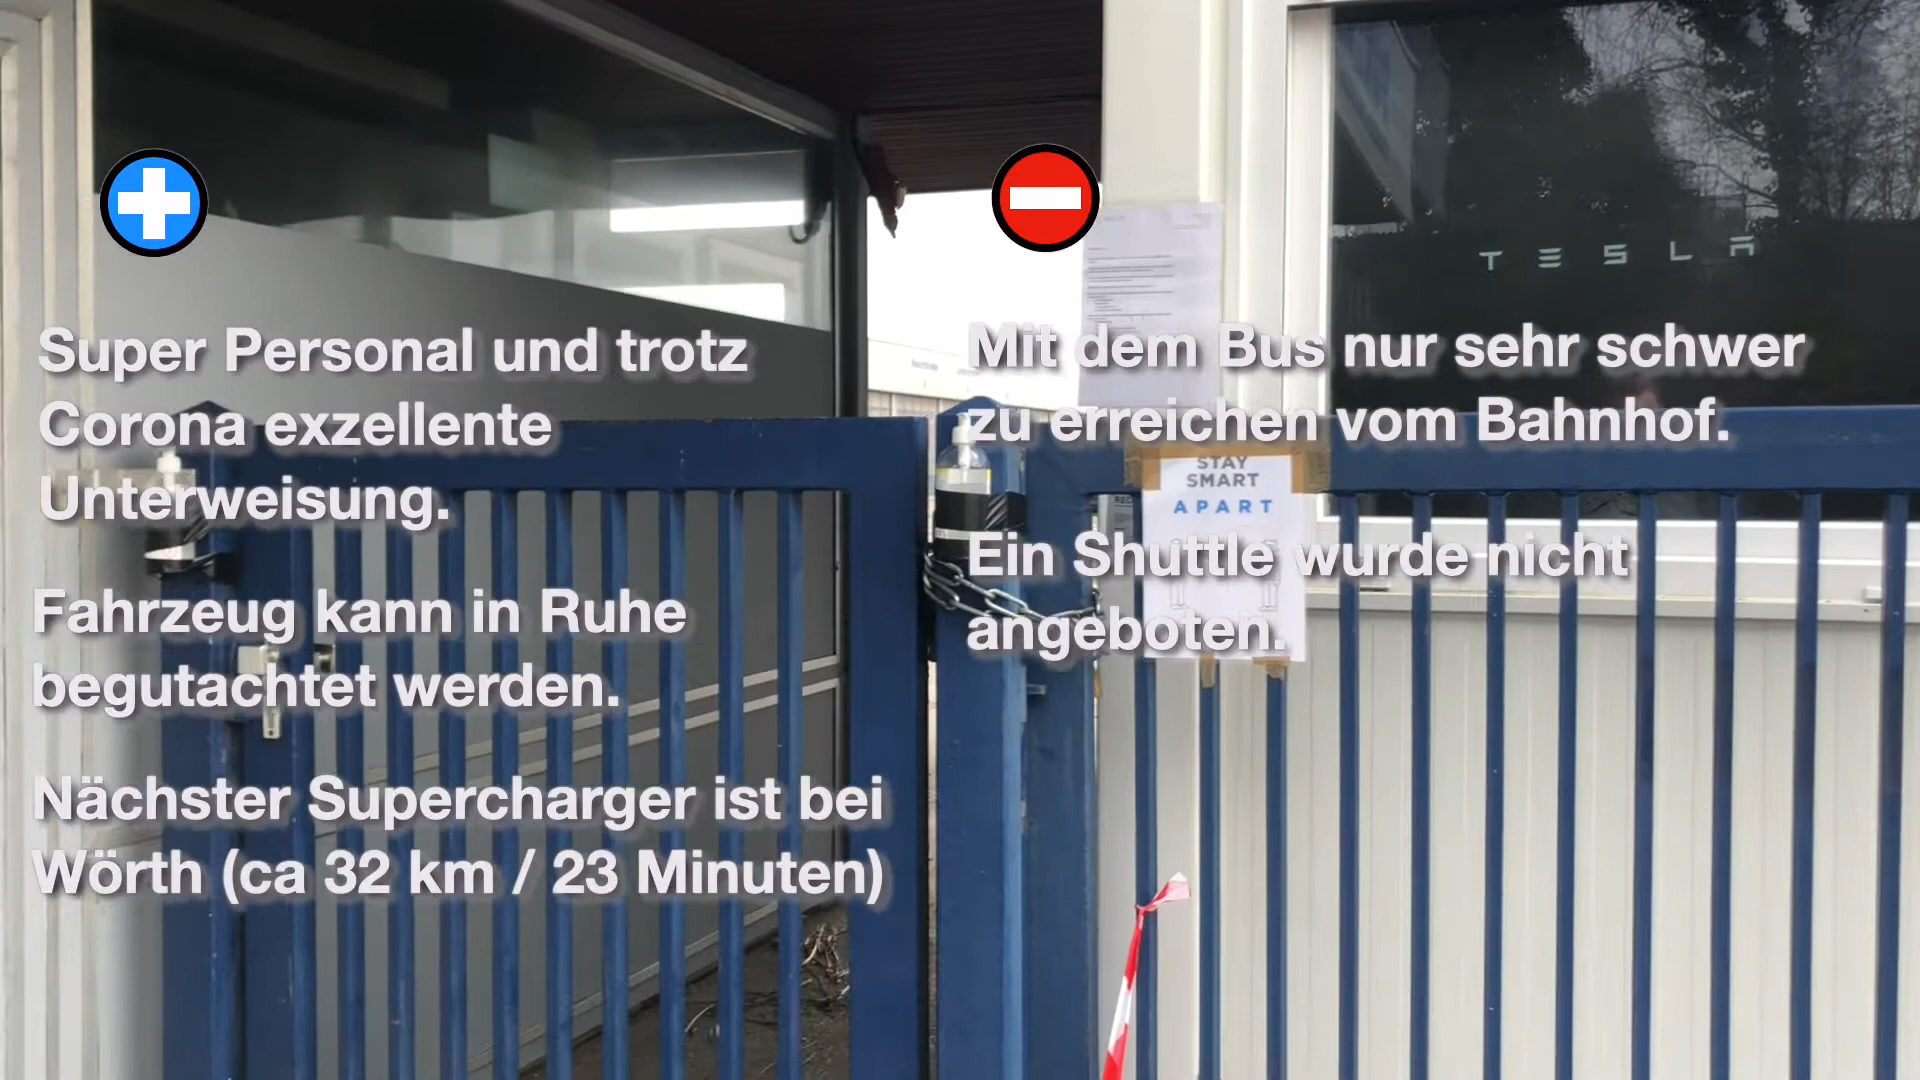 Super Personal und trotz
Corona exzellente
Unterweisung.
Fahrzeug kann in Ruhe
begutachtet werden.
Nächster Supercharger ist bei
Wörth (ca 32 km / 23 Minuten)
Mit dem Bus nur sehr schwer
zu erreichen vom Bahnhof.
Ein Shuttle wurde nicht
angeboten.
TESLA
STAY
SMART
APART